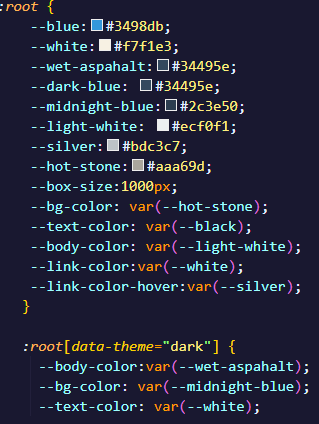 :root {
--blue:#3498db;
--white:#f7f1e3;
--wet-aspahalt:#34495e;
--dark-blue: #34495e;
--midnight-blue:#2c3e50;
--light-white: #ecf0f1;
--silver:#bdc3c7;
--hot-stone:#aaa69d;
--box-size:1000px;
--bg-color: var(--hot-stone);
--text-color: var(--black);
--body-color: var(--light-white);
--link-color:var(--white);
--link-color-hover:var(--silver);
}
:root[data-theme="dark"] {
--body-color:var(--wet-aspahalt);
--bg-color: var(--midnight-blue);
--text-color: var(--white);